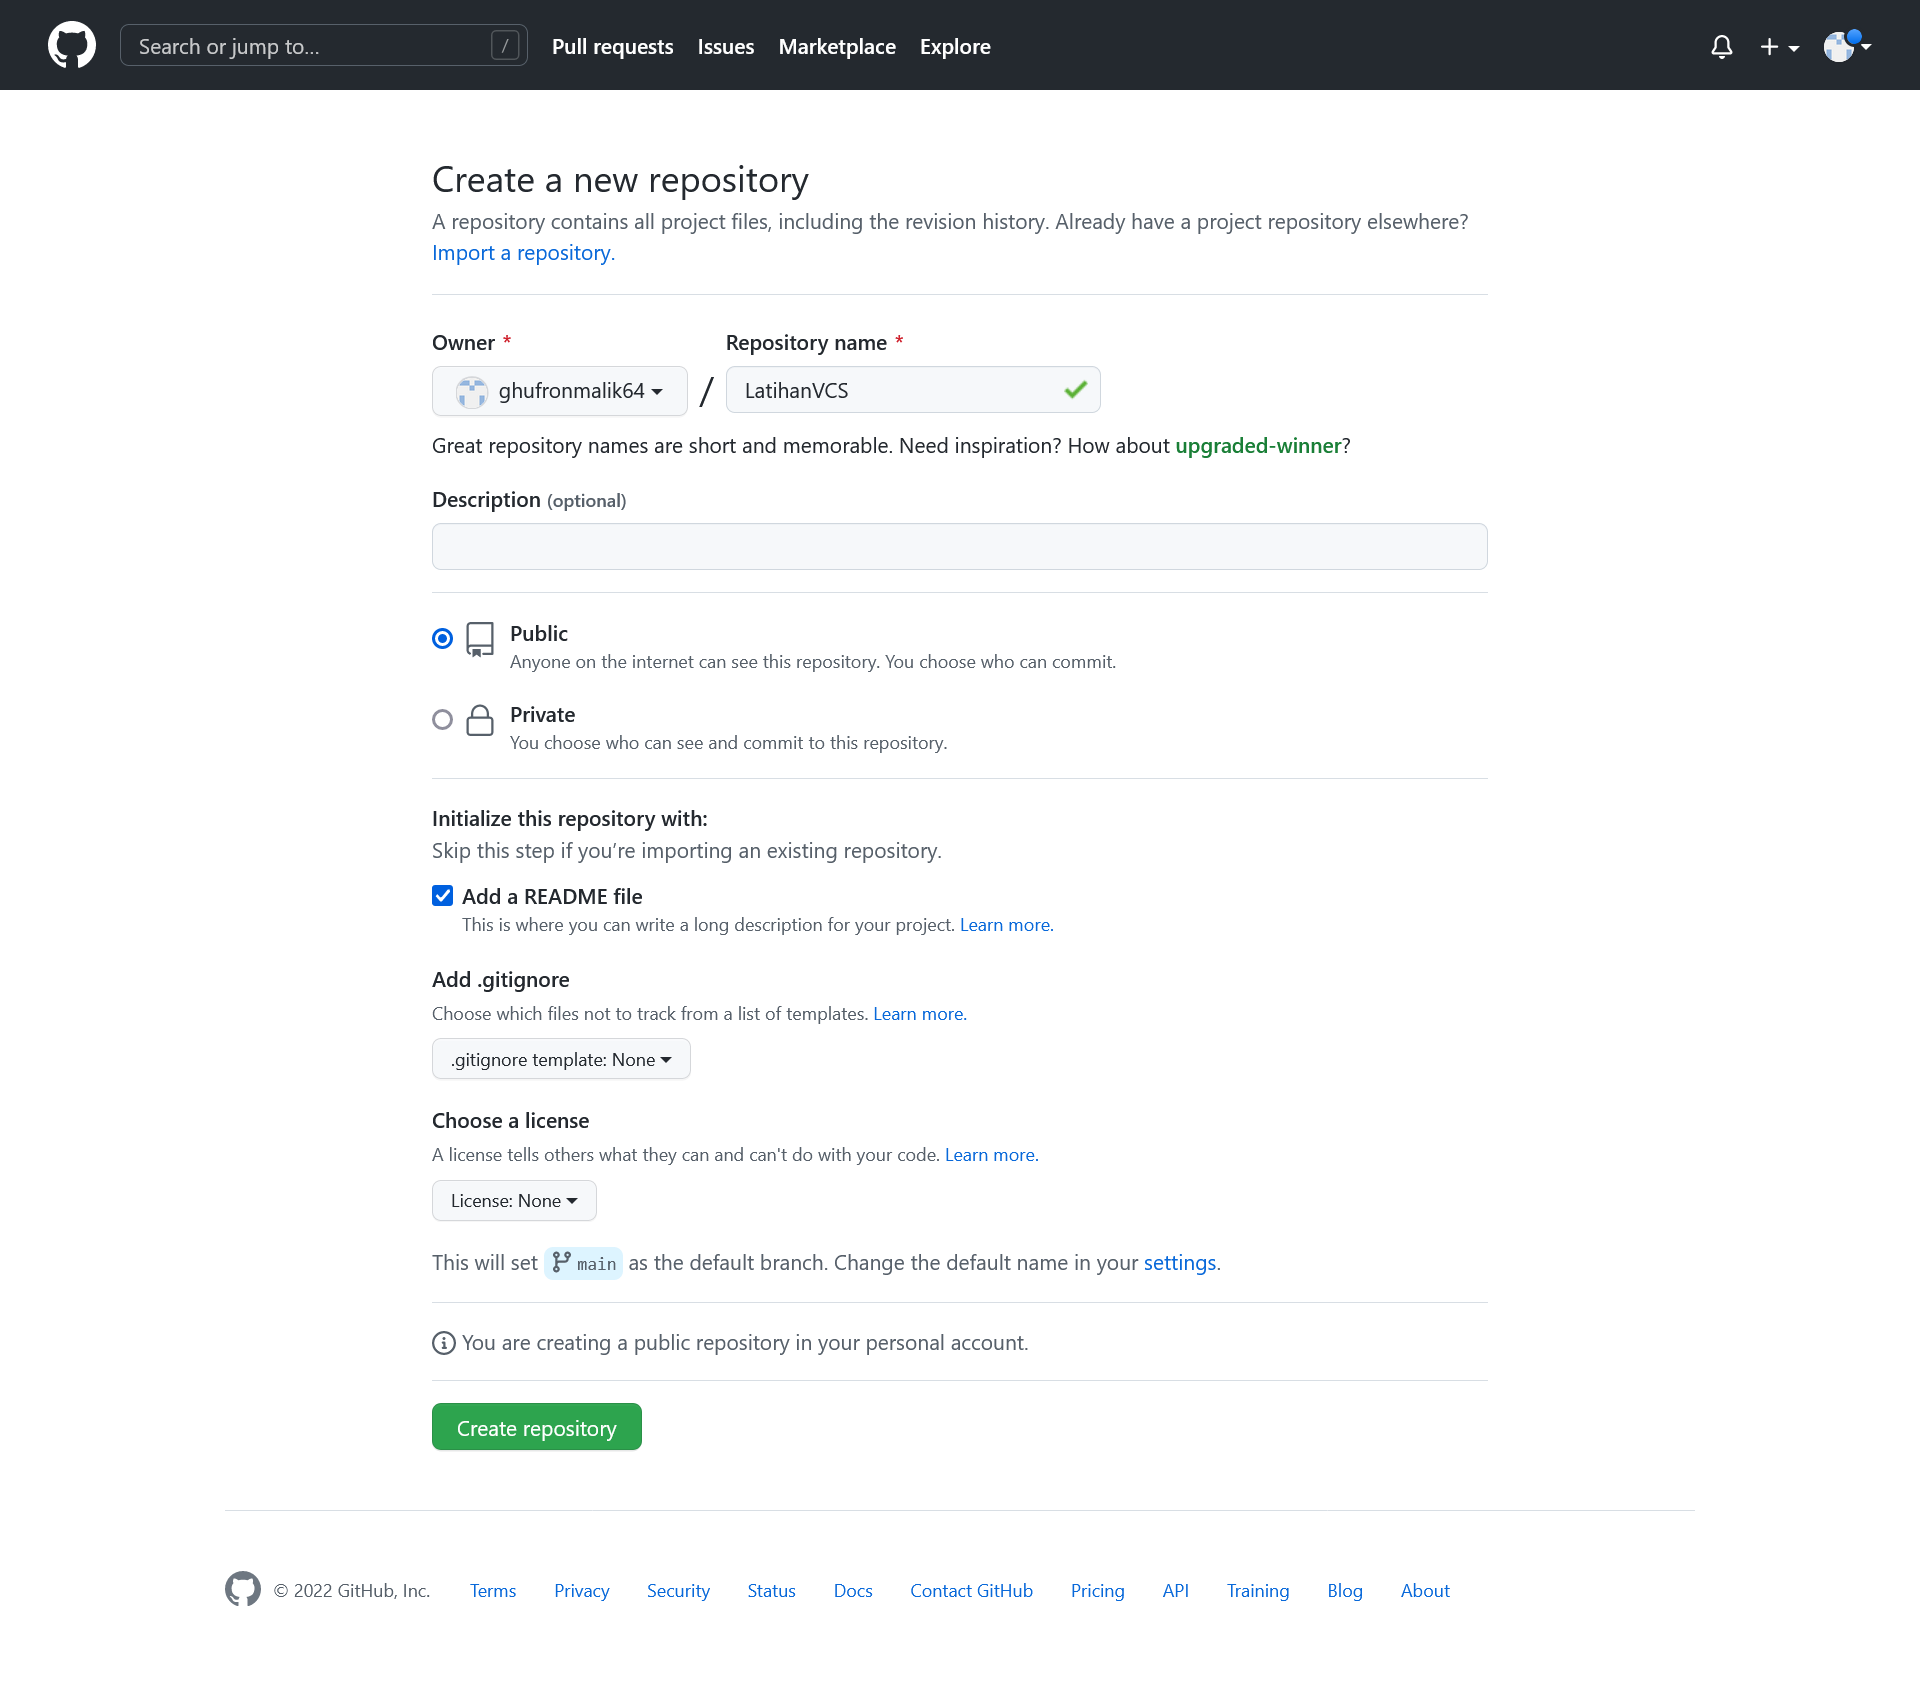 Search or jump to...
/
Pull requests
Issues
Marketplace
Explore
Create a new repository
A repository contains all project files, including the revision history. Already have a project repository elsewhere?
Import a repository.
Owner *
Repository name *
ghufronmalik64
/
LatihanVCS
Great repository names are short and memorable. Need inspiration? How about upgraded-winner?
Description (optional)
Public
Anyone on the internet can see this repository. You choose who can commit.
Private
You choose who can see and commit to this repository.
Initialize this repository with:
Skip this step if you’re importing an existing repository.
Add a README file
This is where you can write a long description for your project. Learn more.
Add .gitignore
Choose which files not to track from a list of templates. Learn more.
.gitignore template: None
Choose a license
A license tells others what they can and can't do with your code. Learn more.
License: None
This will set main as the default branch. Change the default name in your settings.
You are creating a public repository in your personal account.
Create repository
© 2022 GitHub, Inc.
Terms
Privacy
Security
Status
Docs
Contact GitHub
Pricing
API
Training
Blog
About